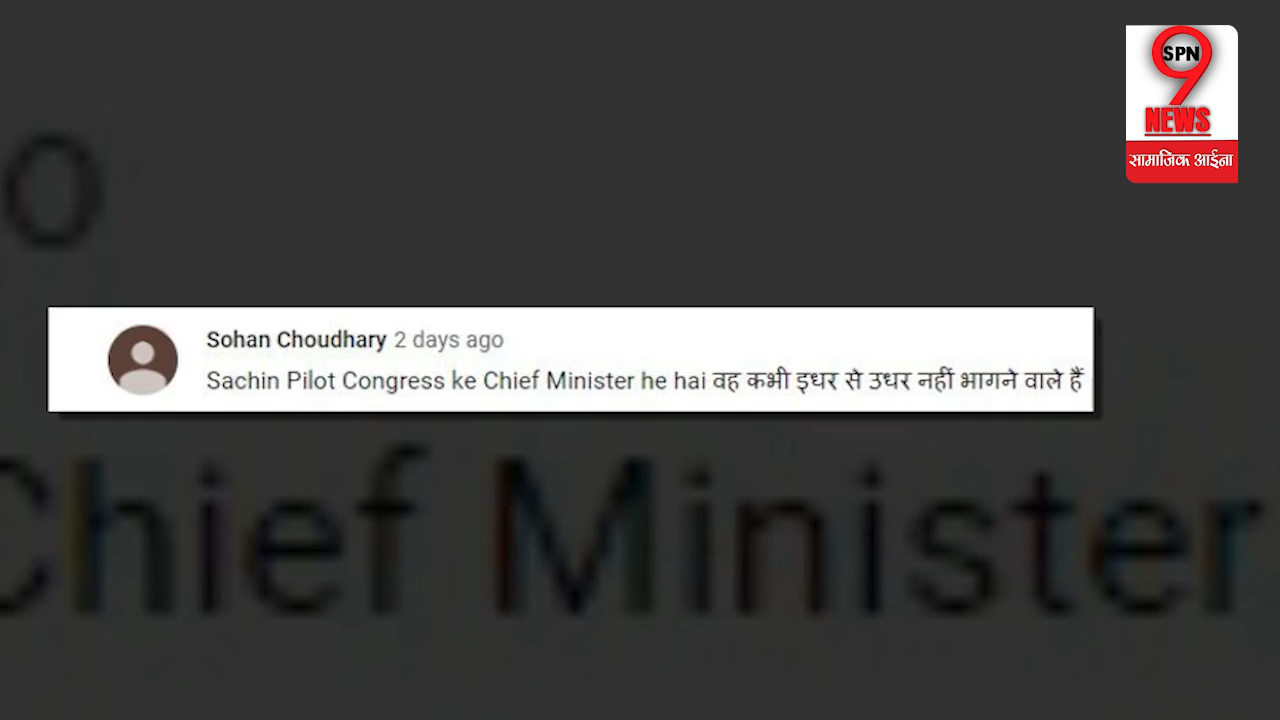 SPN
9
NEWS
सामाजिक आईना
o
Sohan Choudhary 2 days ago
Sachin Pilot Congress ke Chief Minister he hai वह कभी इधर से उधर नहीं भागने वाले हैं
Chief Minister